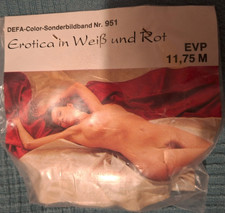 DEFA-Color-Sonderbildband Nr. 951
Erotica in Weiß und Rot
EVP
11,75 M